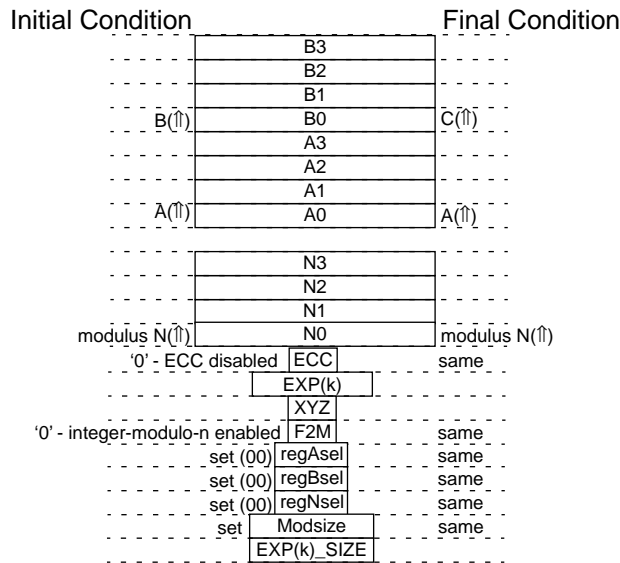 Initial Condition Final Condition
B3
B2
B1
B(⇑) B0 C(⇑)
A3
A2
A1
A(⇑) A0 A(⇑)
N3
N2
N1
modulus N(⇑) N0 modulus N(⇑)
‘0’ - ECC disabled ECC same
EXP(k)
XYZ
‘0’ - integer-modulo-n enabled F2M same
set (00) regAsel same
set (00) regBsel same
set (00) regNsel same
set Modsize same
EXP(k)_SIZE